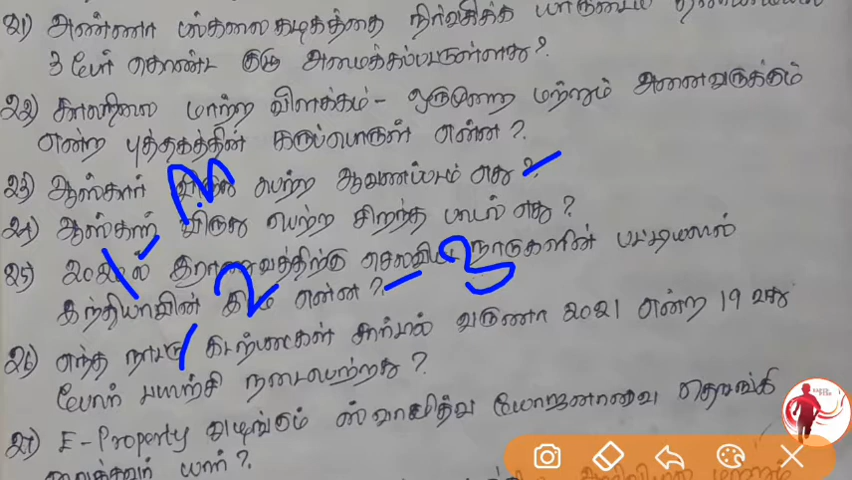 21) அண்ணா பல்கலைகழகத்தை நிர்வகிக்க
3 பேர் கொண்ட குழு அமைக்கப்பட்டுள்ளது?
22) காலநிலை மாற்ற விளக்கம் - ஒருவரை மற்றும் அனைவருக்கும்
என்ற புத்தகத்தின் கருப்பொருள் என்ன?
23) ஆஸ்கார் விருது பெற்ற ஆவணப்படம் எது?
24) ஆஸ்கார் விருது பெற்ற சிறந்த படம் எது?
25) இராணுவத்திற்கு செலவிட்ட நாடுகளின் பட்டியலில்
இந்தியாவின் இடம் என்ன?
26) எந்த நாட்டு கடற்படைகள் சார்பில் வருணா 2021 என்ற 19 வது
போர் பயிற்சி நடைபெற்றது?
27) E-Property வழங்கும் ஸ்வாமித்வ யோஜனாவை தொடங்கி
வைத்தவர் யார்?